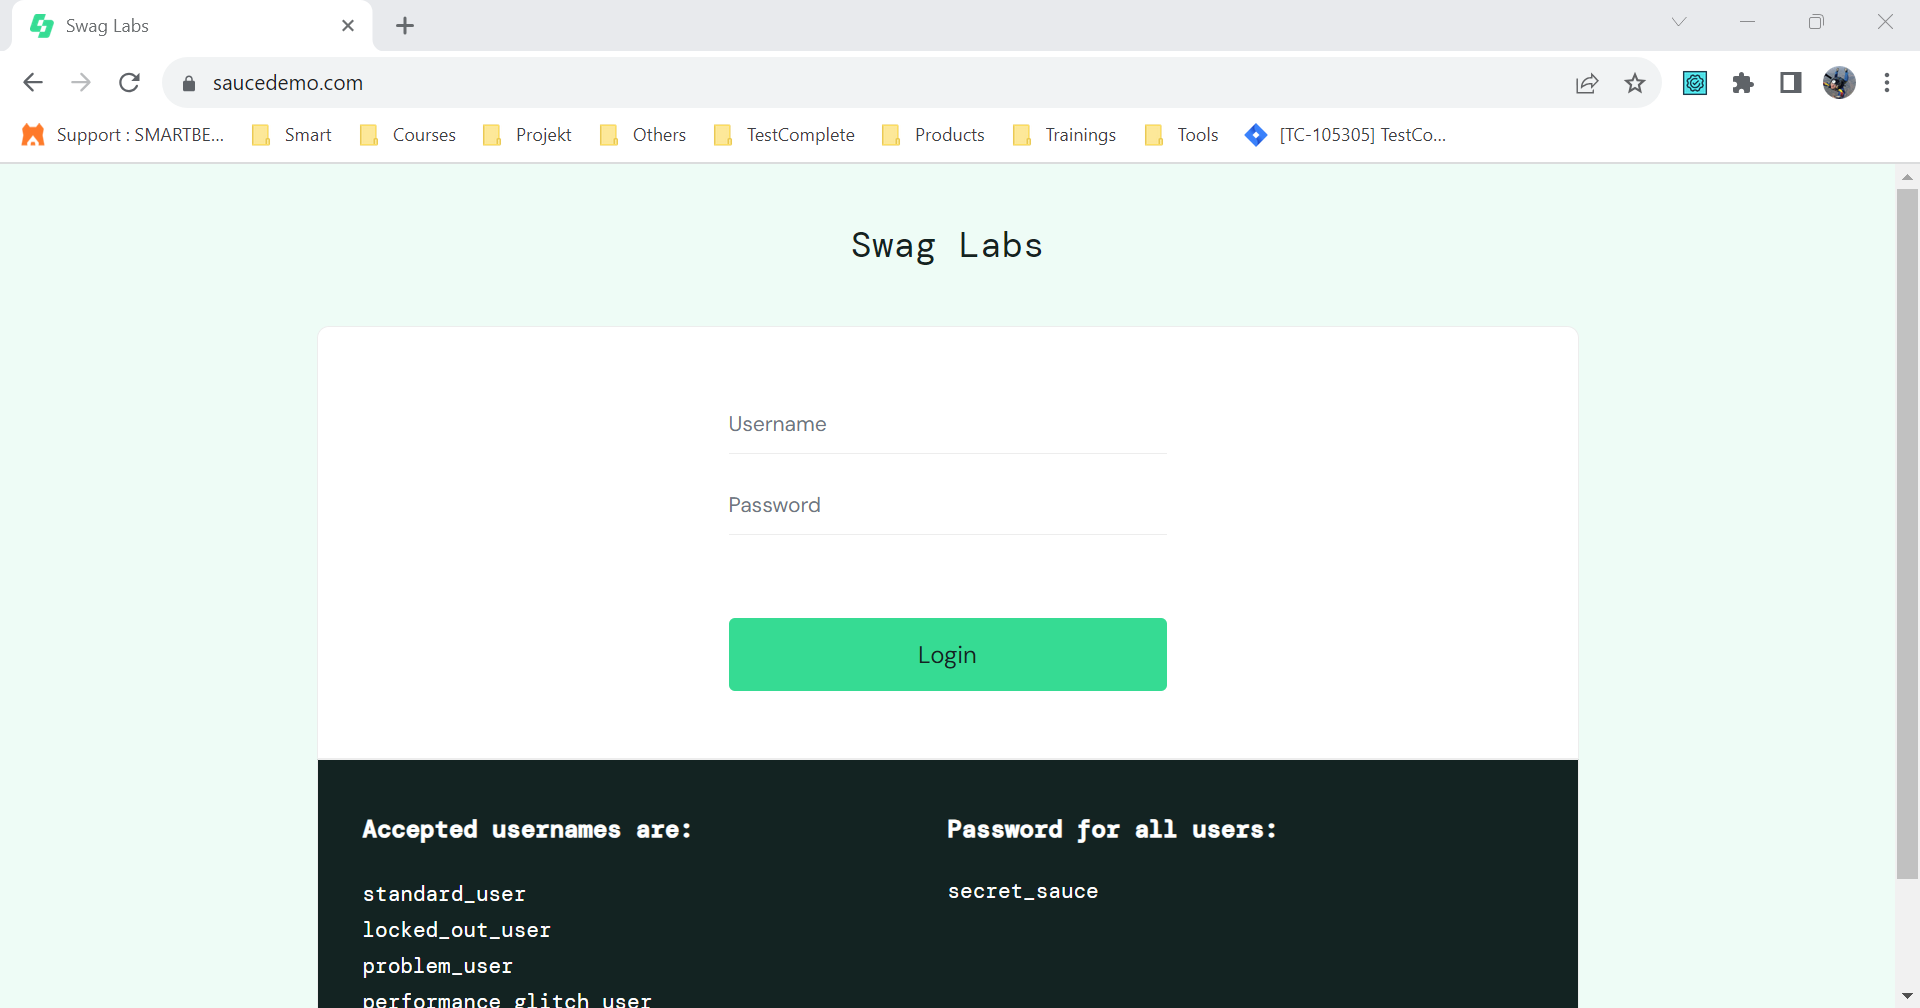 Swag Labs
saucedemo.com
Support : SMARTBE... Smart Courses Projekt Others TestComplete Products Trainings Tools [TC-105305] TestCo...
Swag Labs
Username
Password
Login
Accepted usernames are:
standard_user
locked_out_user
problem_user
performance_glitch_user
Password for all users:
secret_sauce